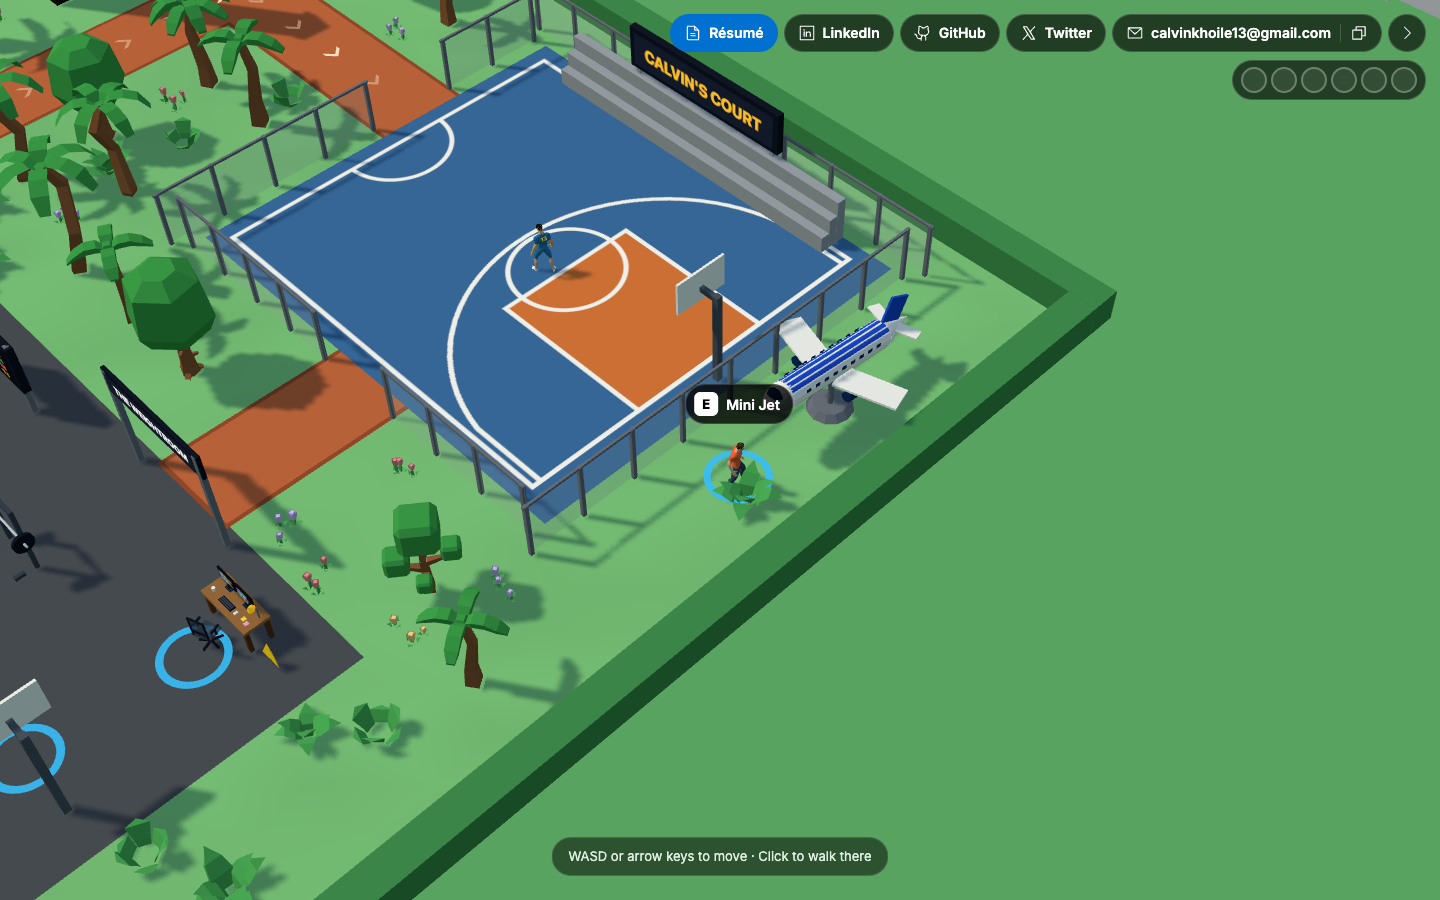 Résumé
LinkedIn
GitHub
Twitter
calvinkhoile13@gmail.com
CALVIN'S COURT
E Mini Jet
WASD or arrow keys to move · Click to walk there